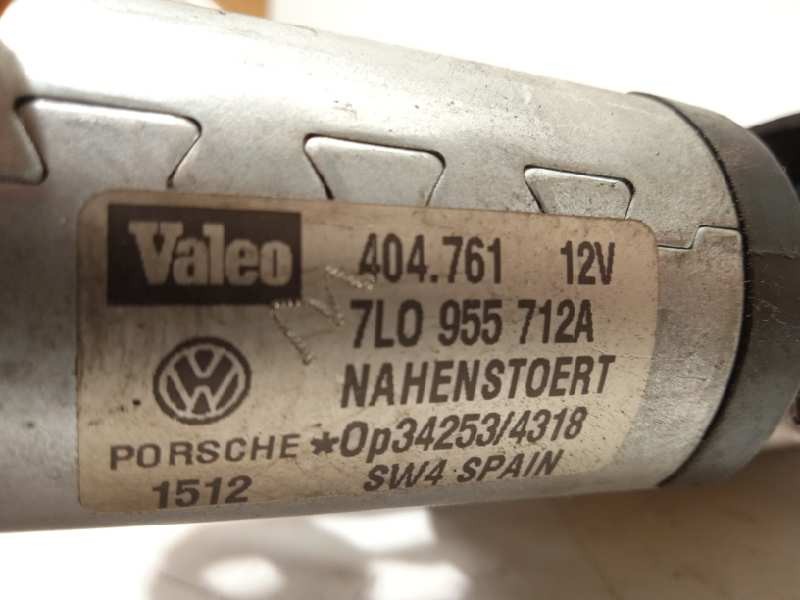 Valeo 404.761 12V
7L0 955 712A
NAHENSTOERT
PORSCHE *Op34253/4318
1512 SW4 SPAIN